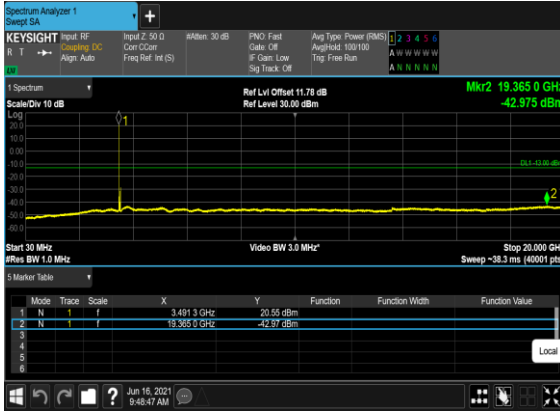 Spectrum Analyzer 1
Swept SA
+
KEYSIGHT Input: RF Input Z: 50 Ω #Atten: 30 dB PNO: Fast Avg Type: Power (RMS) 1 2 3 4 5 6
R T Coupling: DC Corr CCorr Gate: Off Avg|Hold: 100/100 A W W W W W
Align: Auto Freq Ref: Int (S) IF Gain: Low Trig: Free Run
Sig Track: Off A N N N N N
1 Spectrum
Ref Lvl Offset 11.78 dB Mkr2 19.365 0 GHz
Scale/Div 10 dB Ref Level 30.00 dBm -42.975 dBm
Log
20.0
10.0
0.00
-10.0
DL1 -13.00 dBm
-20.0
-30.0
-40.0
-50.0
-60.0
1
2
Start 30 MHz Video BW 3.0 MHz* Stop 20.000 GHz
#Res BW 1.0 MHz Sweep ~38.3 ms (40001 pts)
5 Marker Table
Mode Trace Scale X Y Function Function Width Function Value
1 N 1 f 3.491 3 GHz 20.55 dBm
2 N 1 f 19.365 0 GHz -42.97 dBm
3
4
5
6
Local
? Jun 16, 2021
9:48:47 AM